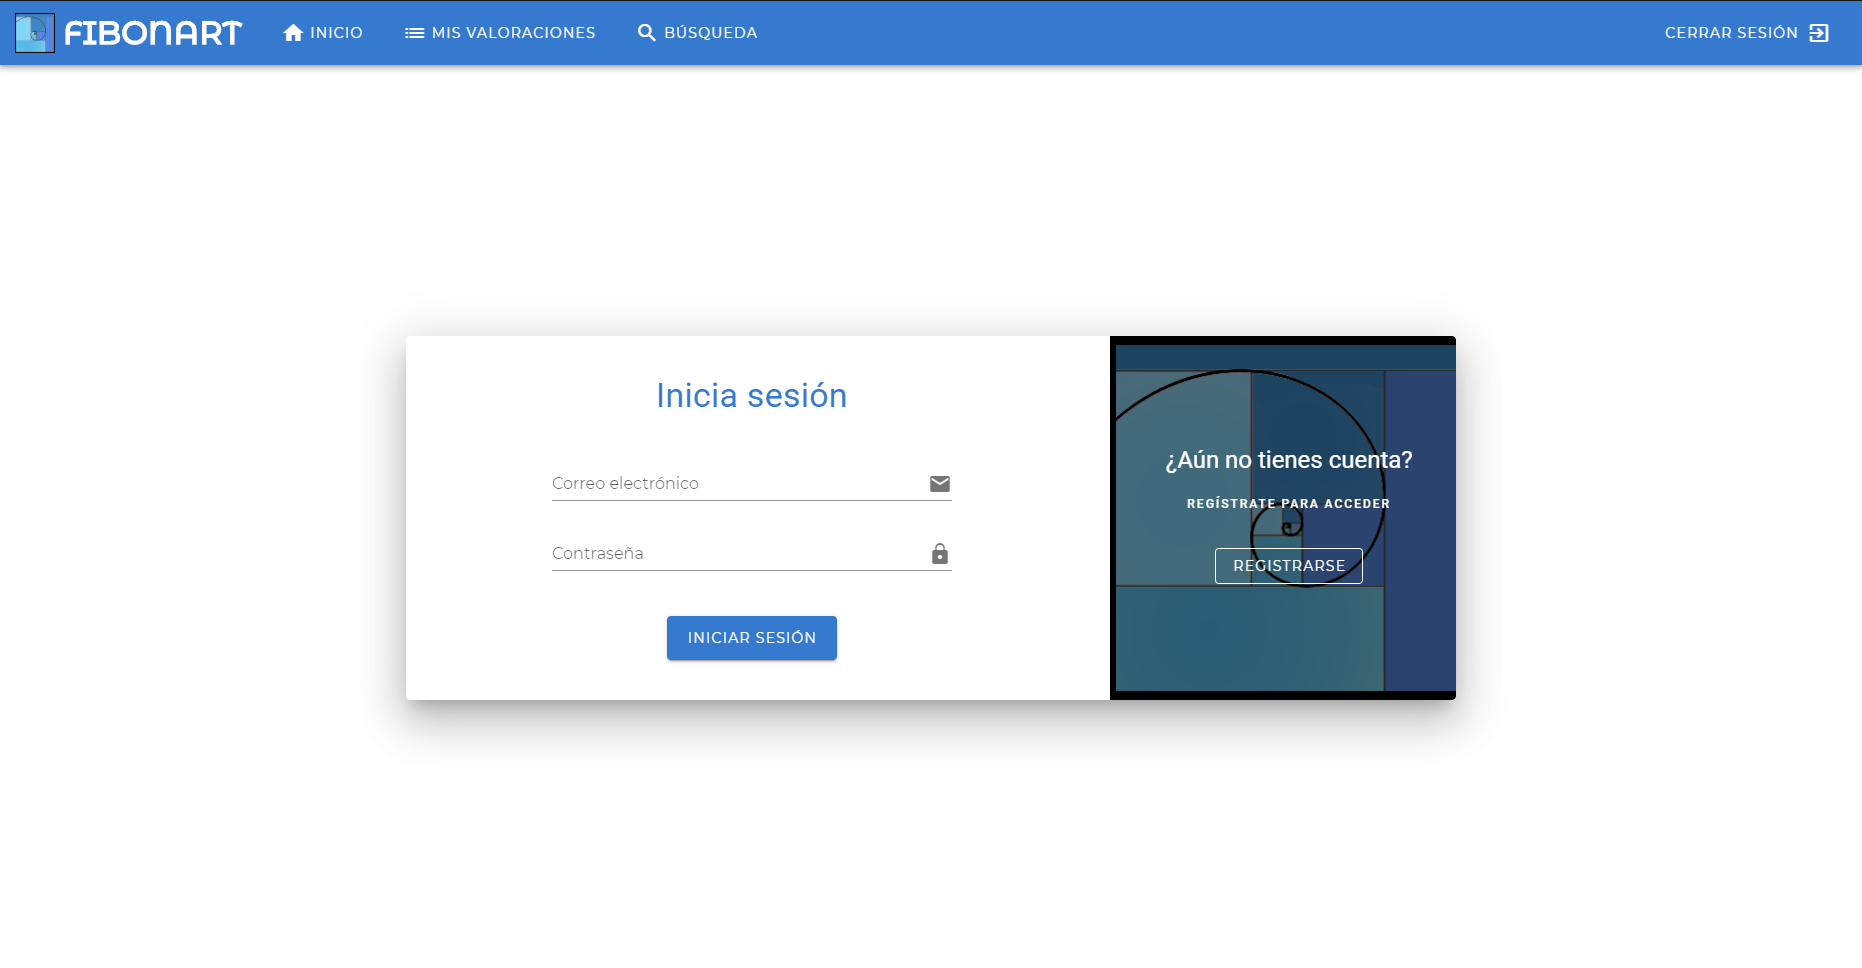 FIBONART
INICIO
MIS VALORACIONES
BÚSQUEDA
CERRAR SESIÓN
Inicia sesión
Correo electrónico
Contraseña
INICIAR SESIÓN
¿Aún no tienes cuenta?
REGÍSTRATE PARA ACCEDER
REGISTRARSE